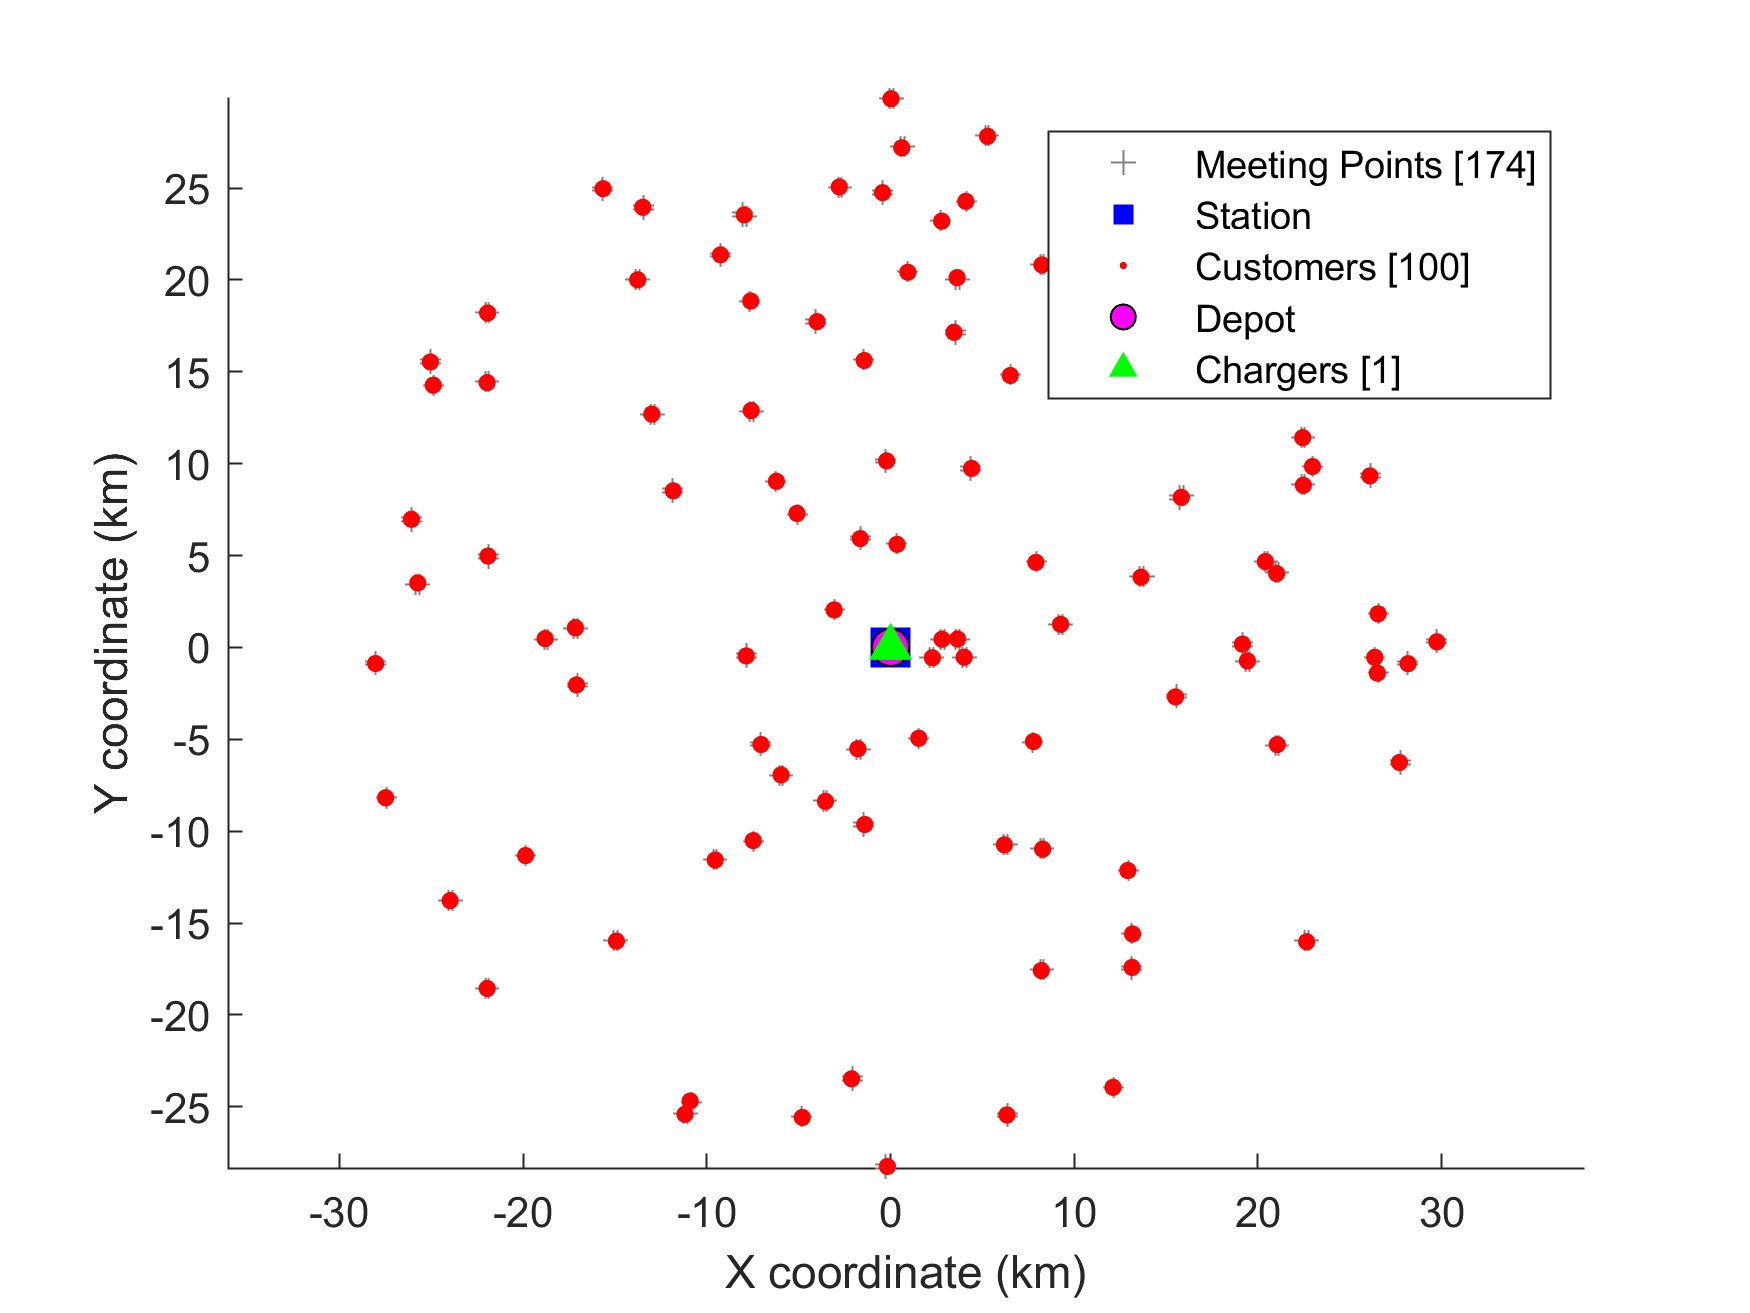 Meeting Points [174]
Station
Customers [100]
Depot
Chargers [1]
25
20
15
10
5
0
-5
-10
-15
-20
-25
Y coordinate (km)
-30 -20 -10 0 10 20 30
X coordinate (km)